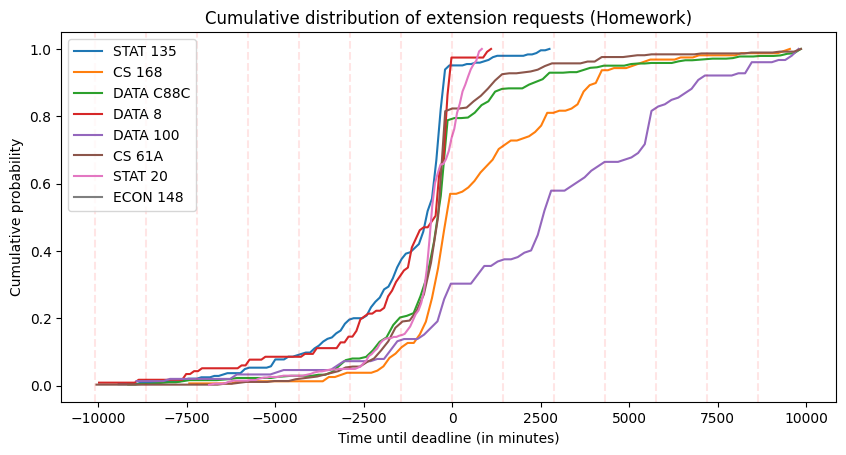 Cumulative distribution of extension requests (Homework)
Cumulative probability
1.0
0.8
0.6
0.4
0.2
0.0
STAT 135
CS 168
DATA C88C
DATA 8
DATA 100
CS 61A
STAT 20
ECON 148
−10000 −7500 −5000 −2500 0 2500 5000 7500 10000
Time until deadline (in minutes)